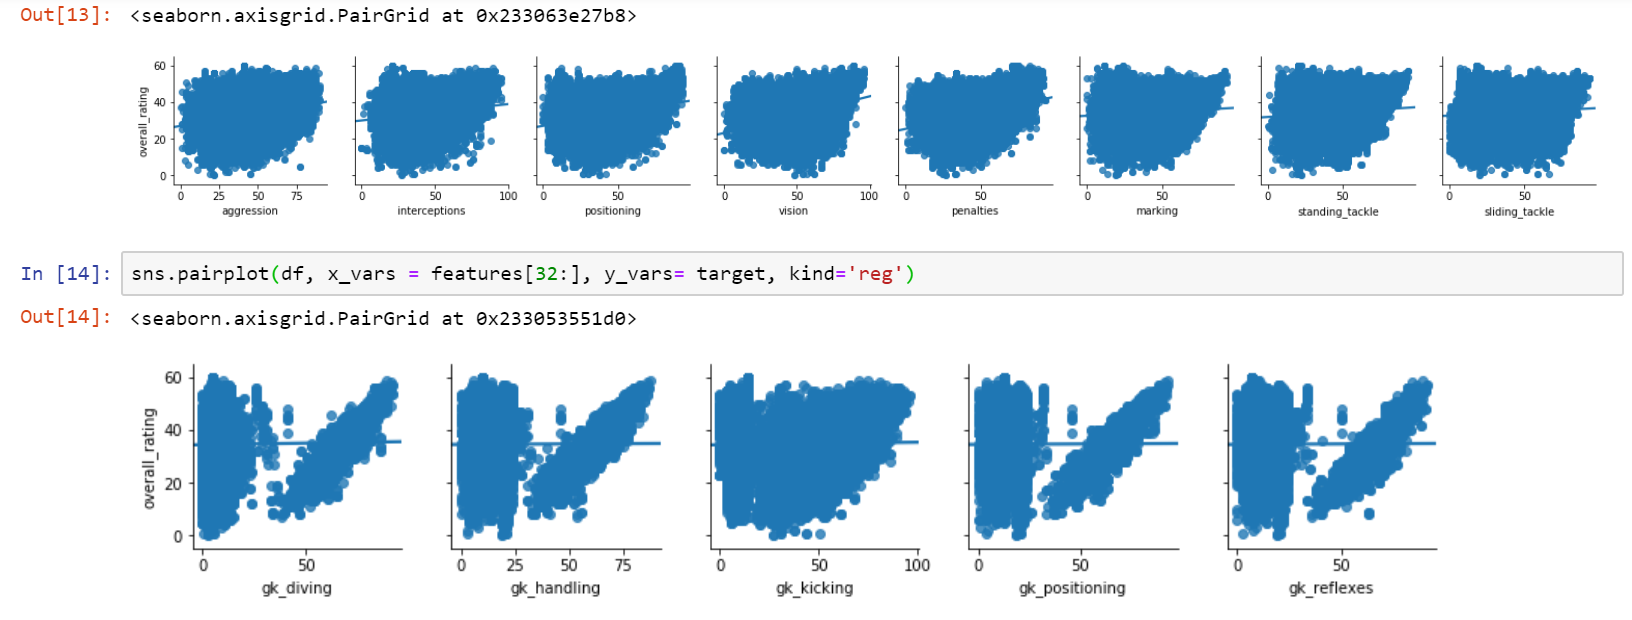 Out[13]: <seaborn.axisgrid.PairGrid at 0x233063e27b8>
overall_rating
60
40
20
0
0 25 50 75
aggression
0 50 100
interceptions
0 50
positioning
0 50 100
vision
0 50
penalties
0 50
marking
0 50
standing_tackle
0 50
sliding_tackle
In [14]: sns.pairplot(df, x_vars = features[32:], y_vars= target, kind='reg')
Out[14]: <seaborn.axisgrid.PairGrid at 0x233053551d0>
overall_rating
60
40
20
0
0 50
gk_diving
0 25 50 75
gk_handling
0 50 100
gk_kicking
0 50
gk_positioning
0 50
gk_reflexes